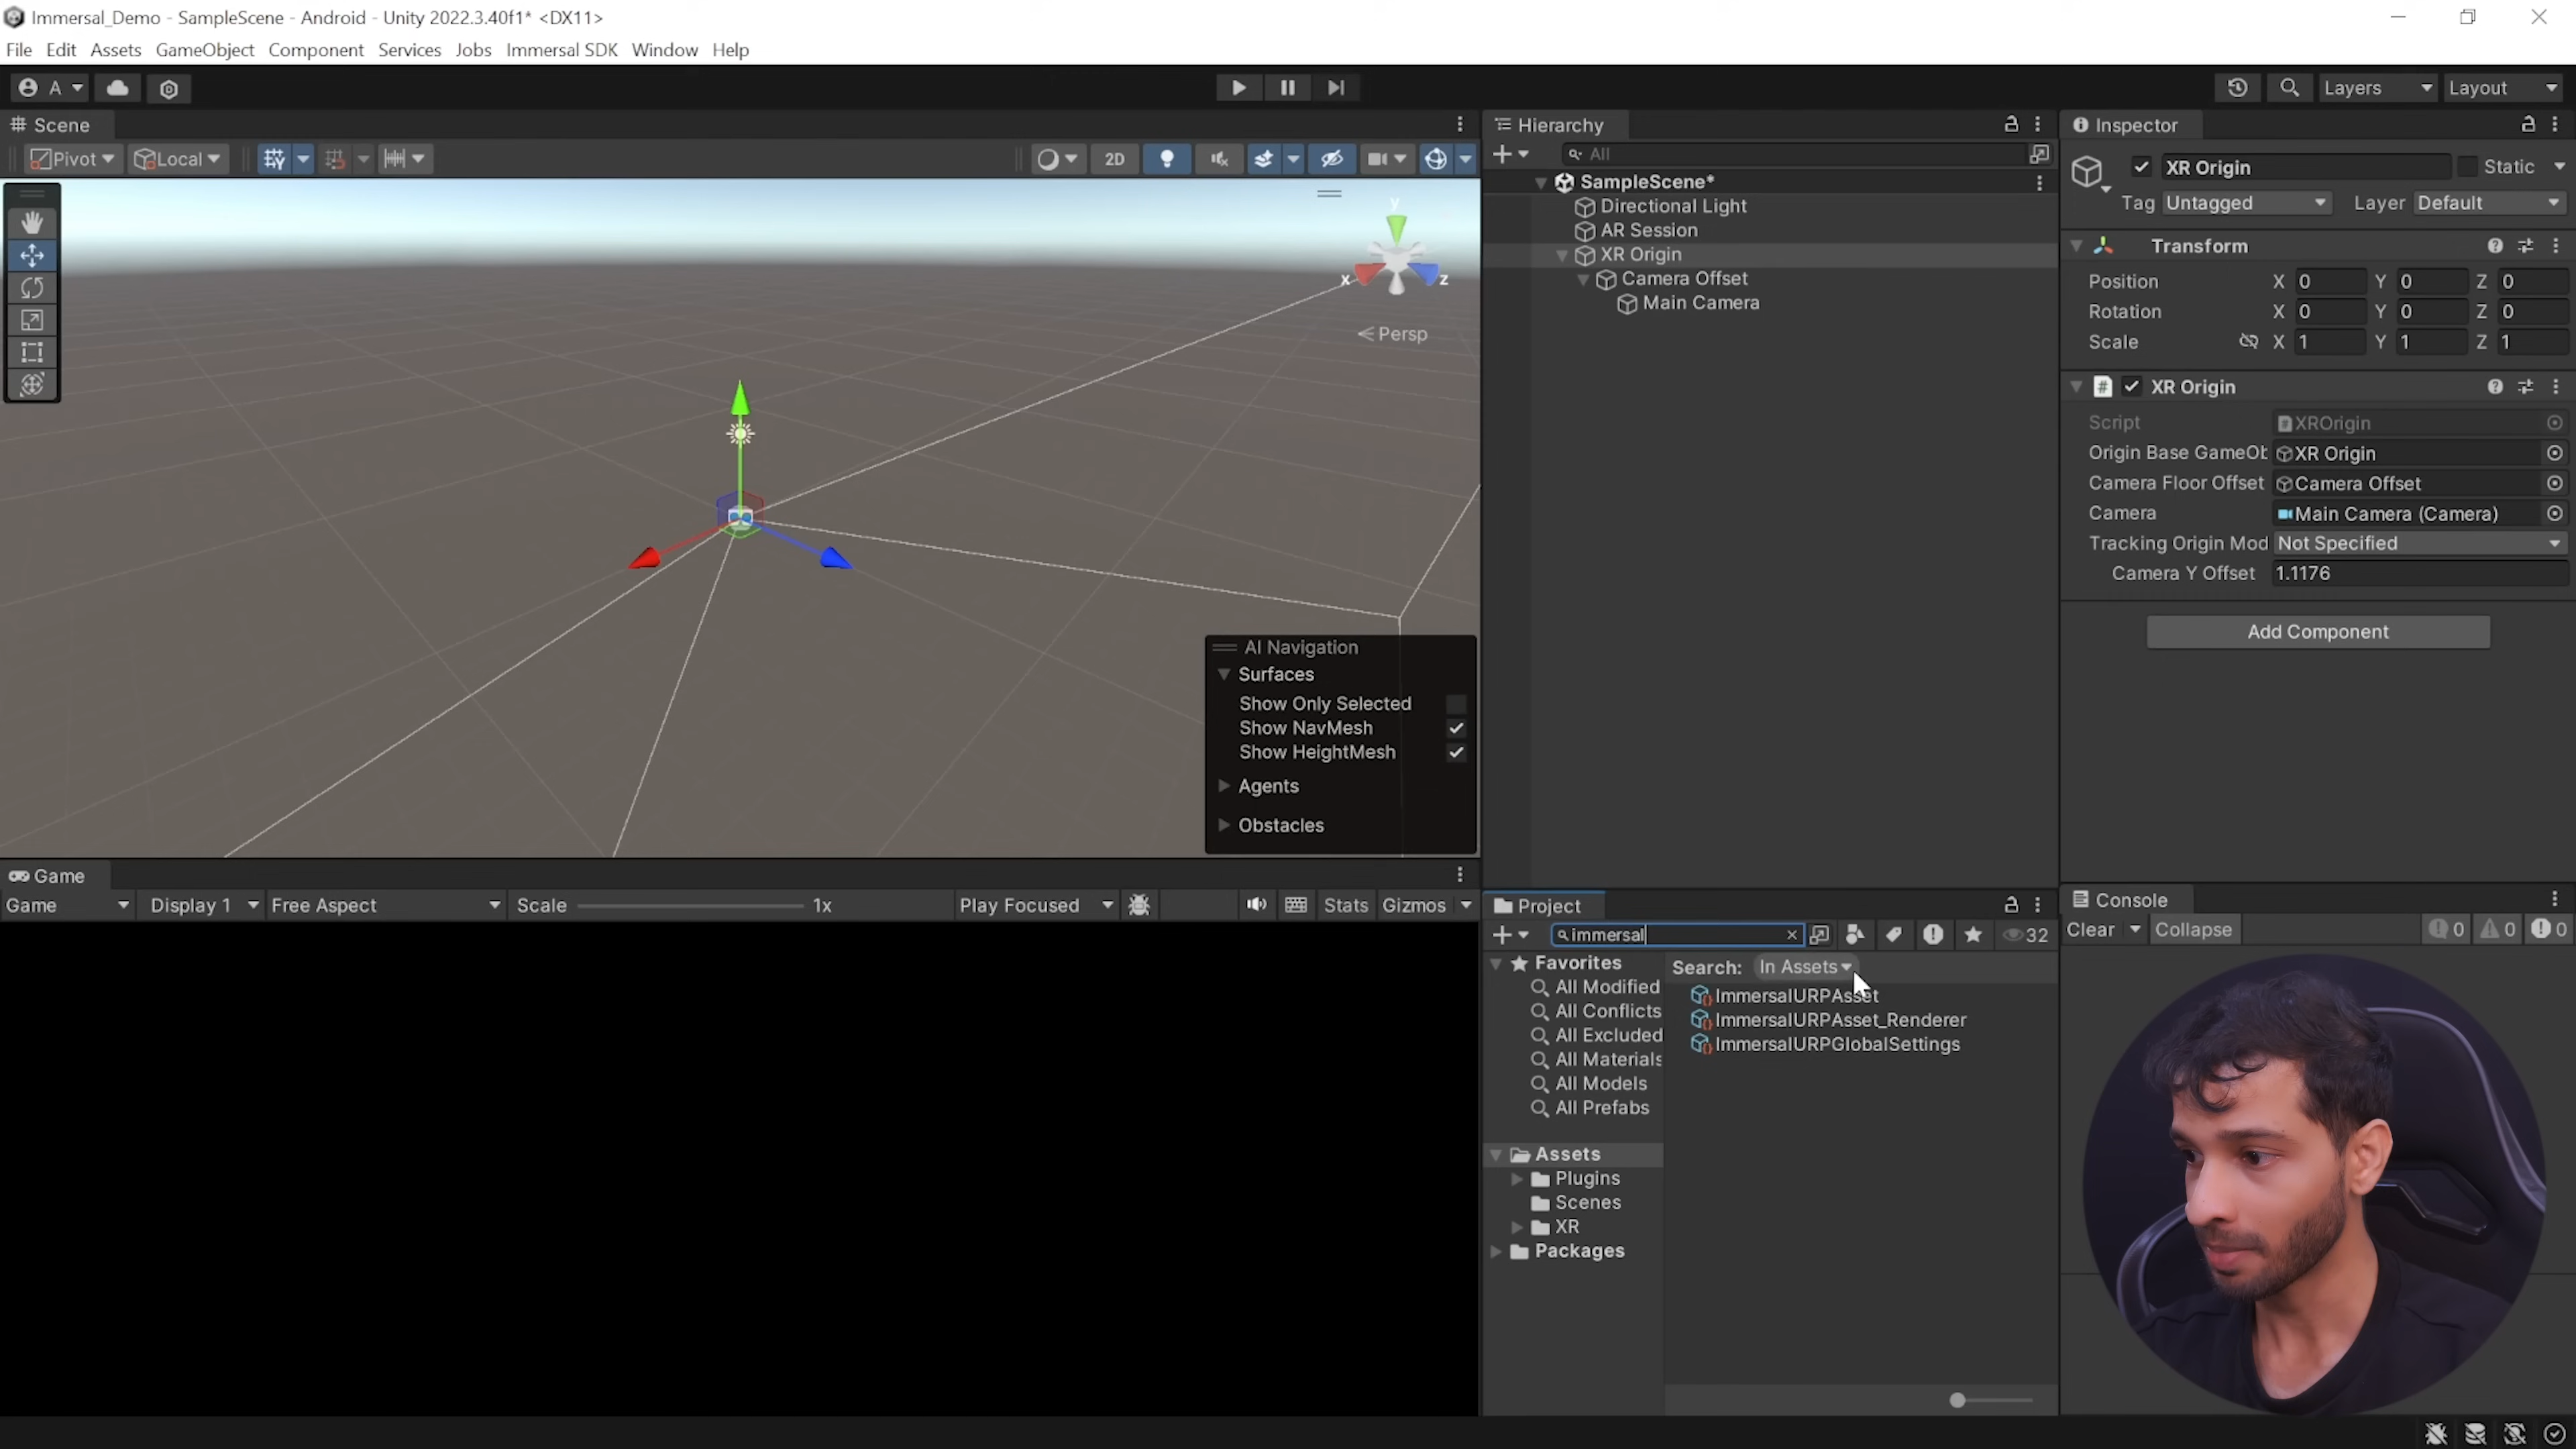 Immersal_Demo - SampleScene - Android - Unity 2022.3.40f1* <DX11>
File Edit Assets GameObject Component Services Jobs Immersal SDK Window Help
A
Layers
Layout
Scene
Pivot Local 2D
y
x z
Persp
AI Navigation
Surfaces
Show Only Selected
Show NavMesh
Show HeightMesh
Agents
Obstacles
Game
Game Display 1 Free Aspect Scale 1x Play Focused Stats Gizmos
Hierarchy
All
SampleScene*
Directional Light
AR Session
XR Origin
Camera Offset
Main Camera
Project
immersal
32
Favorites
All Modified
All Conflicts
All Excluded
All Materials
All Models
All Prefabs
Assets
Plugins
Scenes
XR
Packages
Search: In Assets
ImmersalURPAsset
ImmersalURPAsset_Renderer
ImmersalURPGlobalSettings
Inspector
XR Origin Static
Tag Untagged Layer Default
Transform
Position X 0 Y 0 Z 0
Rotation X 0 Y 0 Z 0
Scale X 1 Y 1 Z 1
# XR Origin
Script XROrigin
Origin Base GameOb XR Origin
Camera Floor Offset Camera Offset
Camera Main Camera (Camera)
Tracking Origin Mod Not Specified
Camera Y Offset 1.1176
Add Component
Console
Clear Collapse 0 0 0